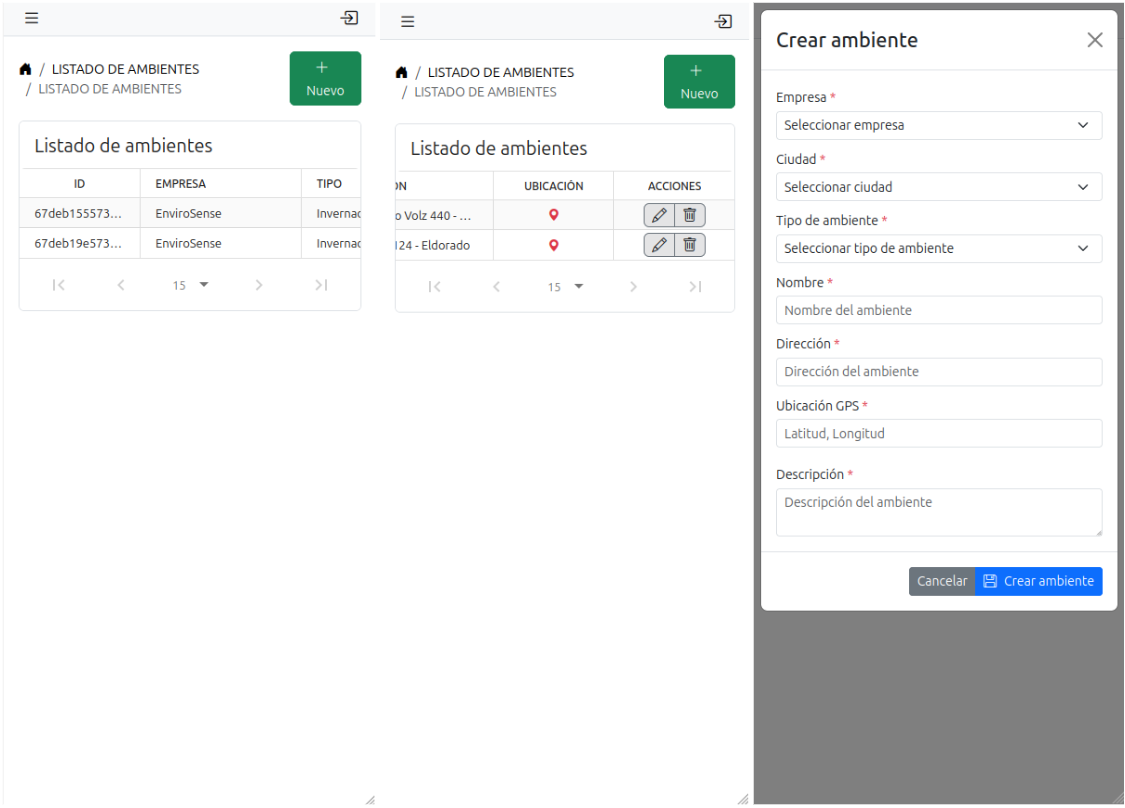 / LISTADO DE AMBIENTES
/ LISTADO DE AMBIENTES
+ Nuevo
Listado de ambientes
ID EMPRESA TIPO
67deb155573... EnviroSense Invernac
67deb19e573... EnviroSense Invernac
15
/ LISTADO DE AMBIENTES
/ LISTADO DE AMBIENTES
+ Nuevo
Listado de ambientes
ÓN UBICACIÓN ACCIONES
o Volz 440 - ...
124 - Eldorado
15
Crear ambiente
Empresa *
Seleccionar empresa
Ciudad *
Seleccionar ciudad
Tipo de ambiente *
Seleccionar tipo de ambiente
Nombre *
Nombre del ambiente
Dirección *
Dirección del ambiente
Ubicación GPS *
Latitud, Longitud
Descripción *
Descripción del ambiente
Cancelar Crear ambiente